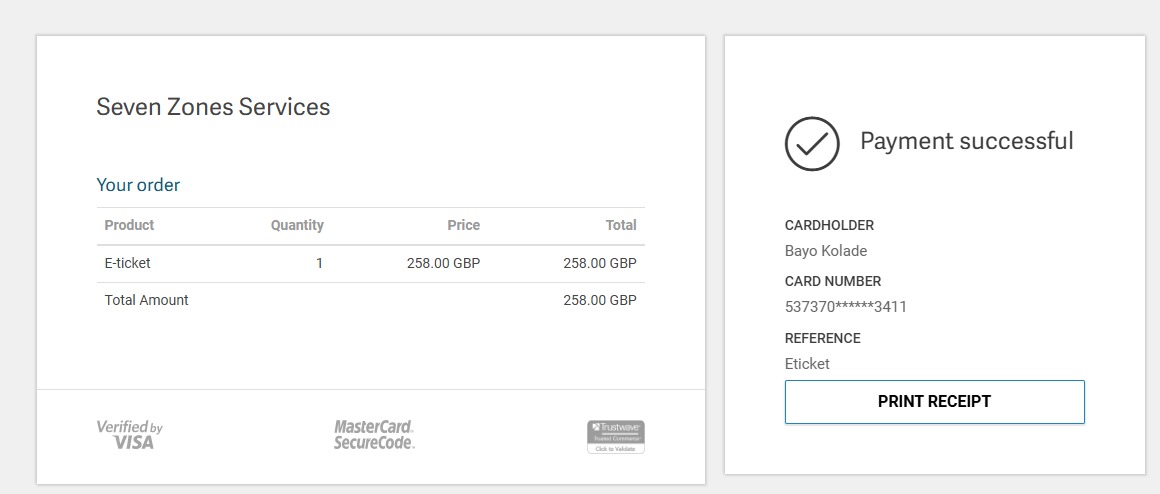 Seven Zones Services
Your order
Product Quantity Price Total
E-ticket 1 258.00 GBP 258.00 GBP
Total Amount 258.00 GBP
Verified by
VISA
MasterCard
SecureCode
Trustwave
Trusted Commerce
Click to Validate
Payment successful
CARDHOLDER
Bayo Kolade
CARD NUMBER
537370******3411
REFERENCE
Eticket
PRINT RECEIPT